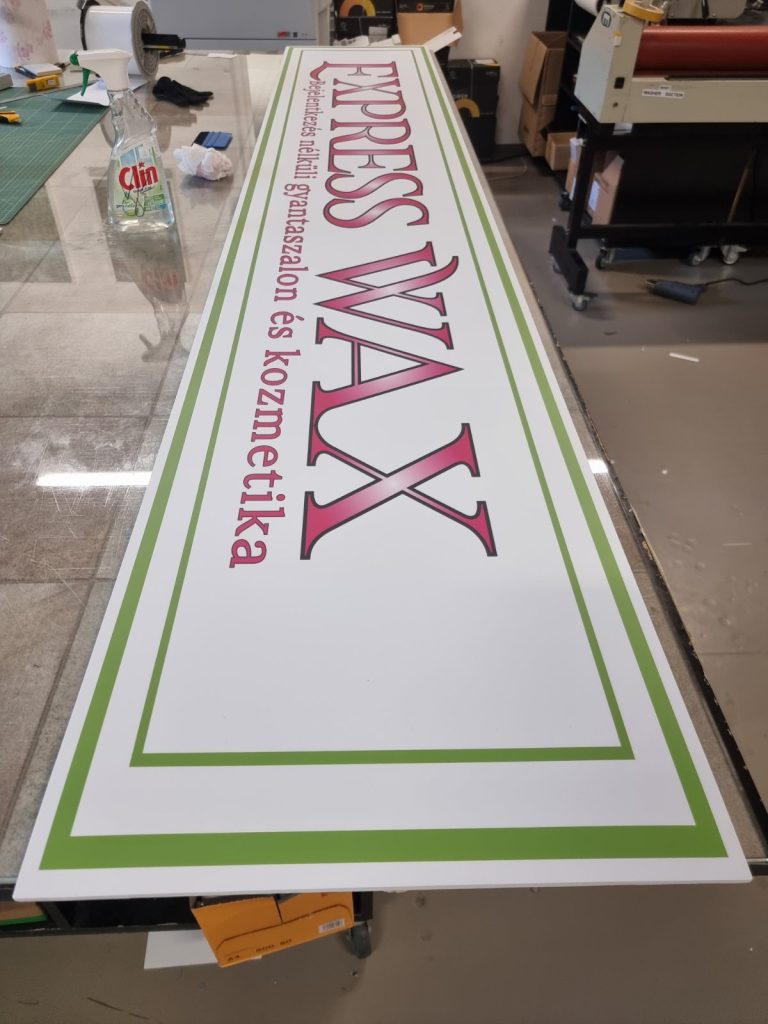 EXPRESS WAX
Bejelentkezés nélküli gyantaszalon és kozmetika
Clin